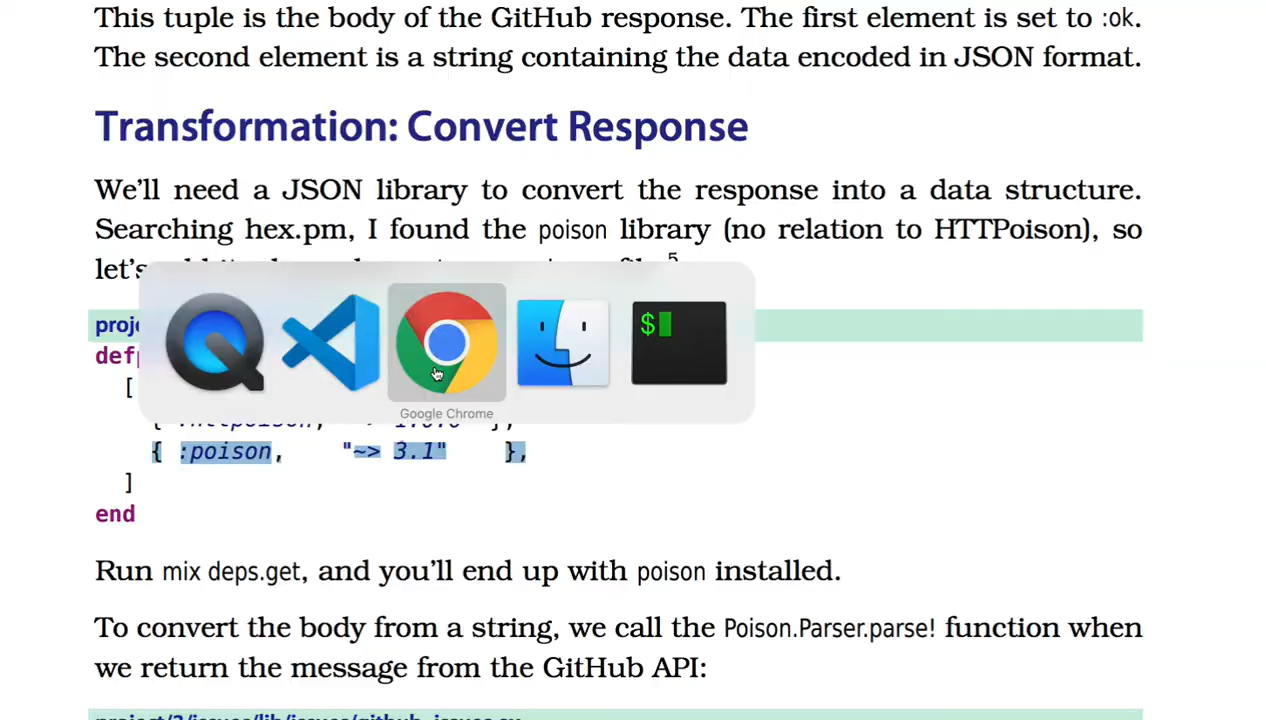 This tuple is the body of the GitHub response. The first element is set to :ok.
The second element is a string containing the data encoded in JSON format.
Transformation: Convert Response
We'll need a JSON library to convert the response into a data structure.
Searching hex.pm, I found the poison library (no relation to HTTPoison), so
let's
5
$
Google Chrome
[
{ :poison, "~> 3.1" },
]
end
Run mix deps.get, and you'll end up with poison installed.
To convert the body from a string, we call the Poison.Parser.parse! function when
we return the message from the GitHub API: